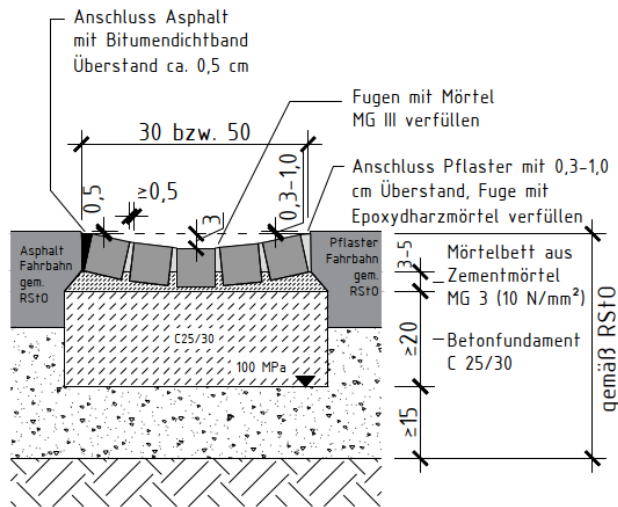 Anschluss Asphalt
mit Bitumendichtband
Überstand ca. 0,5 cm
Fugen mit Mörtel
MG III verfüllen
30 bzw. 50
Anschluss Pflaster mit 0,3-1,0
cm Überstand, Fuge mit
Epoxydharzmörtel verfüllen
0,5
≥0,5
3
0,3-1,0
Asphalt
Fahrbahn
gem.
RStO
Pflaster
Fahrbahn
gem.
RStO
3-5
Mörtelbett aus
Zementmörtel
MG 3 (10 N/mm²)
C25/30
≥20
Betonfundament
C 25/30
100 MPa
≥15
gemäß RStO